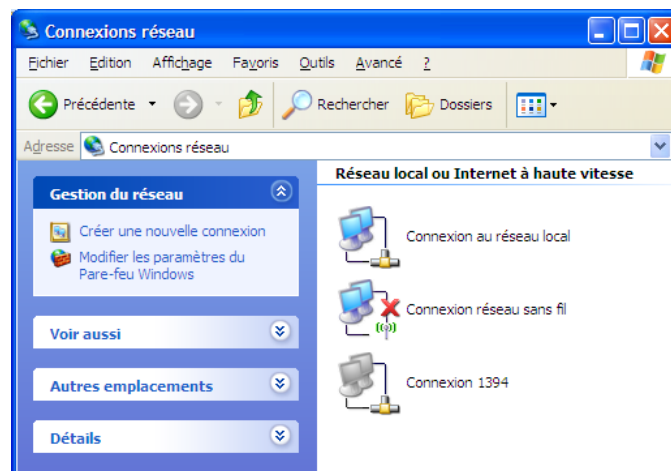 Connexions réseau
Fichier Edition Affichage Favoris Outils Avancé ?
Précédente Rechercher Dossiers
Adresse Connexions réseau
Gestion du réseau
Créer une nouvelle connexion
Modifier les paramètres du
Pare-feu Windows
Voir aussi
Autres emplacements
Détails
Réseau local ou Internet à haute vitesse
Connexion au réseau local
Connexion réseau sans fil
Connexion 1394